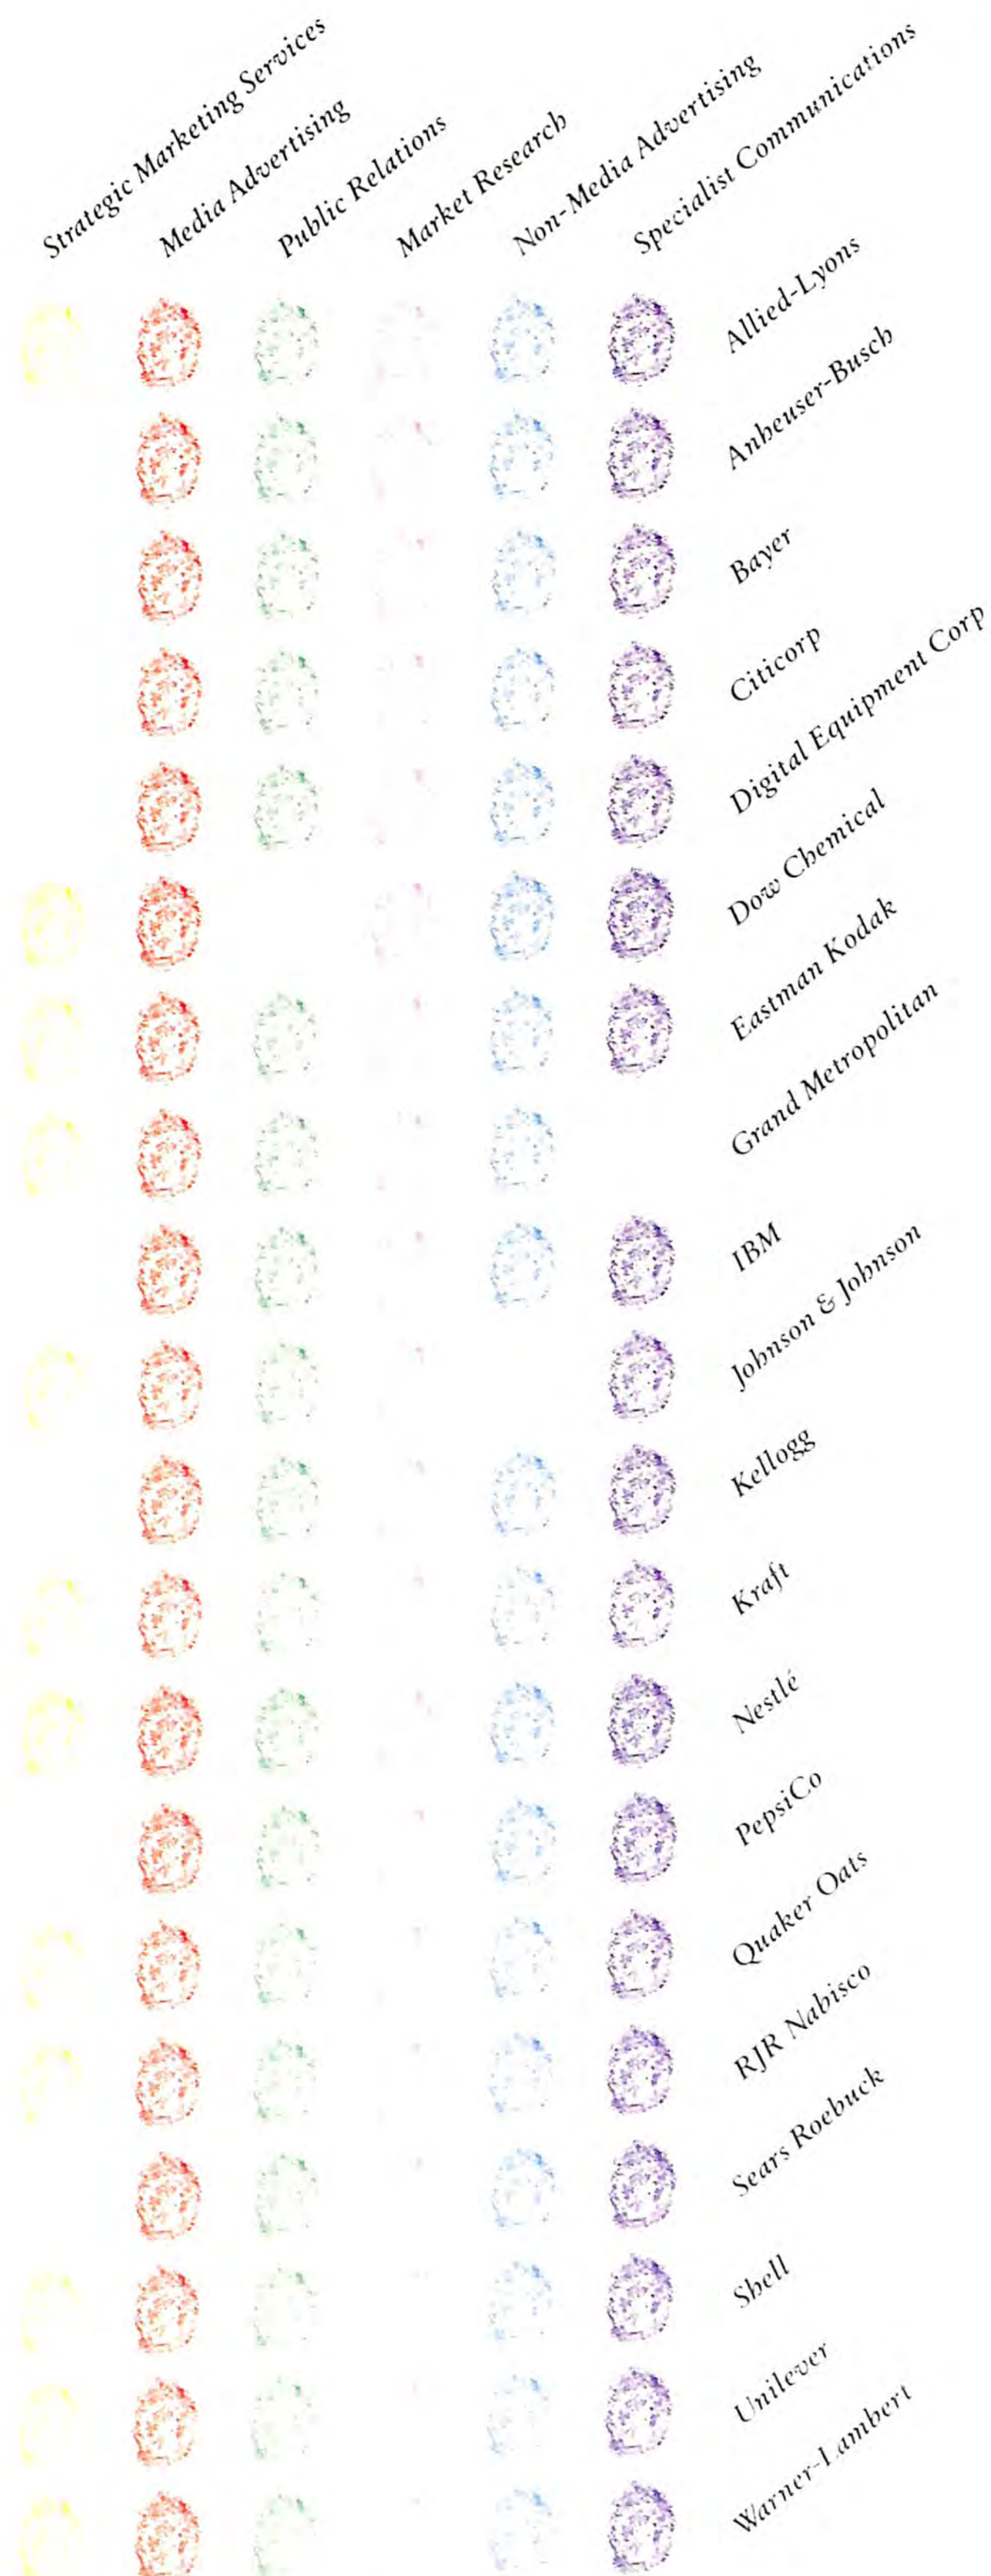 Strategic Marketing Services
Media Advertising
Public Relations
Market Research
Non-Media Advertising
Specialist Communications
Allied-Lyons
Anheuser-Busch
Bayer
Citicorp
Digital Equipment Corp
Dow Chemical
Eastman Kodak
Grand Metropolitan
IBM
Johnson & Johnson
Kellogg
Kraft
Nestlé
PepsiCo
Quaker Oats
RJR Nabisco
Sears Roebuck
Shell
Unilever
Warner-Lambert